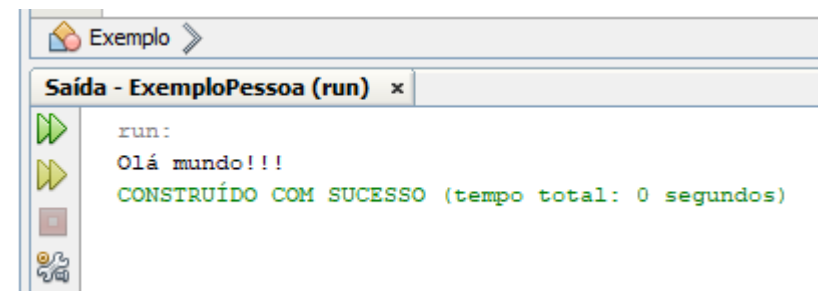 Exemplo
Saída - ExemploPessoa (run) ×
run:
Olá mundo!!!
CONSTRUÍDO COM SUCESSO (tempo total: 0 segundos)